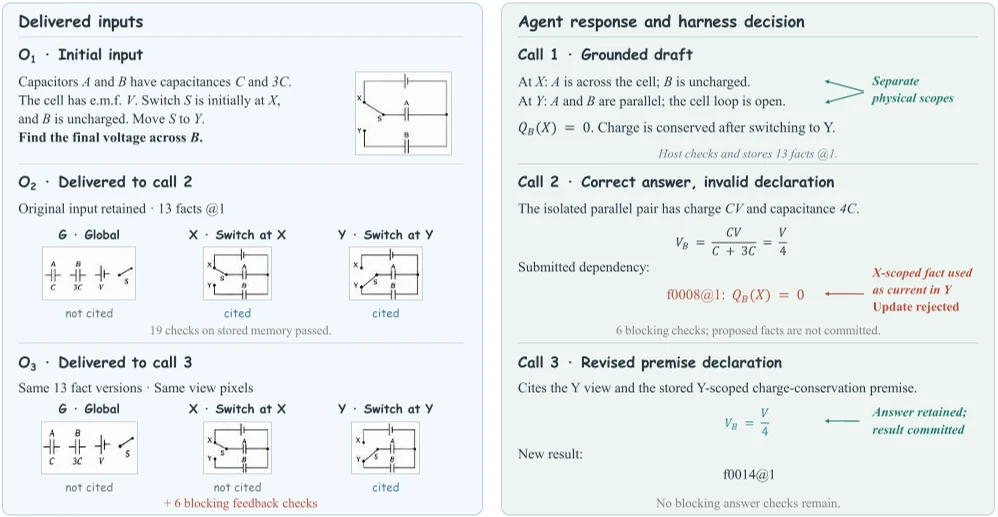 Delivered inputs
O₁ · Initial input
Capacitors A and B have capacitances C and 3C.
The cell has e.m.f. V. Switch S is initially at X,
and B is uncharged. Move S to Y.
Find the final voltage across B.
X
A
S
Y
B
O₂ · Delivered to call 2
Original input retained · 13 facts @1
G · Global
X · Switch at X
Y · Switch at Y
A B
C 3C V S
X A
S
Y B
X A
S
Y B
not cited
cited
cited
19 checks on stored memory passed.
O₃ · Delivered to call 3
Same 13 fact versions · Same view pixels
G · Global
X · Switch at X
Y · Switch at Y
A B
C 3C V S
X A
S
Y B
X A
S
Y B
not cited
not cited
cited
+ 6 blocking feedback checks
Agent response and harness decision
Call 1 · Grounded draft
At X: A is across the cell; B is uncharged.
At Y: A and B are parallel; the cell loop is open.
Separate
physical scopes
Q_B(X) = 0. Charge is conserved after switching to Y.
Host checks and stores 13 facts @1.
Call 2 · Correct answer, invalid declaration
The isolated parallel pair has charge CV and capacitance 4C.
V_B = CV / (C + 3C) = V / 4
Submitted dependency:
f0008@1: Q_B(X) = 0
X-scoped fact used
as current in Y
Update rejected
6 blocking checks; proposed facts are not committed.
Call 3 · Revised premise declaration
Cites the Y view and the stored Y-scoped charge-conservation premise.
V_B = V / 4
Answer retained;
result committed
New result:
f0014@1
No blocking answer checks remain.